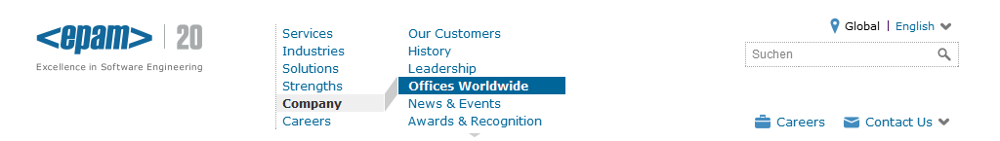 <epam> | 20
Excellence in Software Engineering
Services
Industries
Solutions
Strengths
Company
Careers
Our Customers
History
Leadership
Offices Worldwide
News & Events
Awards & Recognition
Global | English
Suchen
Careers
Contact Us